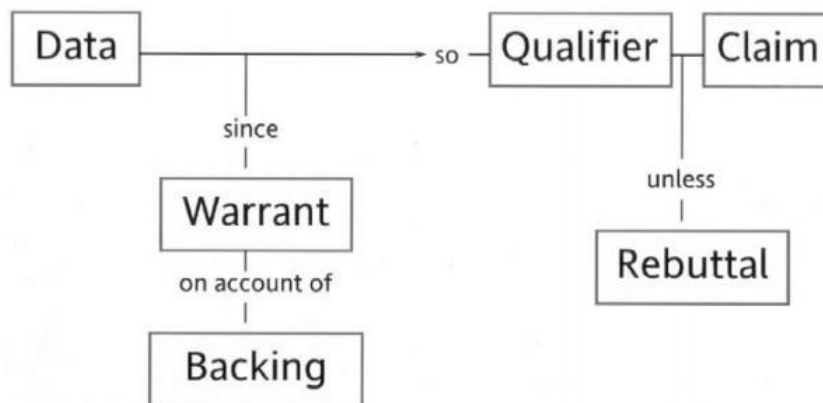 Data
so
Qualifier
Claim
since
unless
Warrant
Rebuttal
on account of
Backing